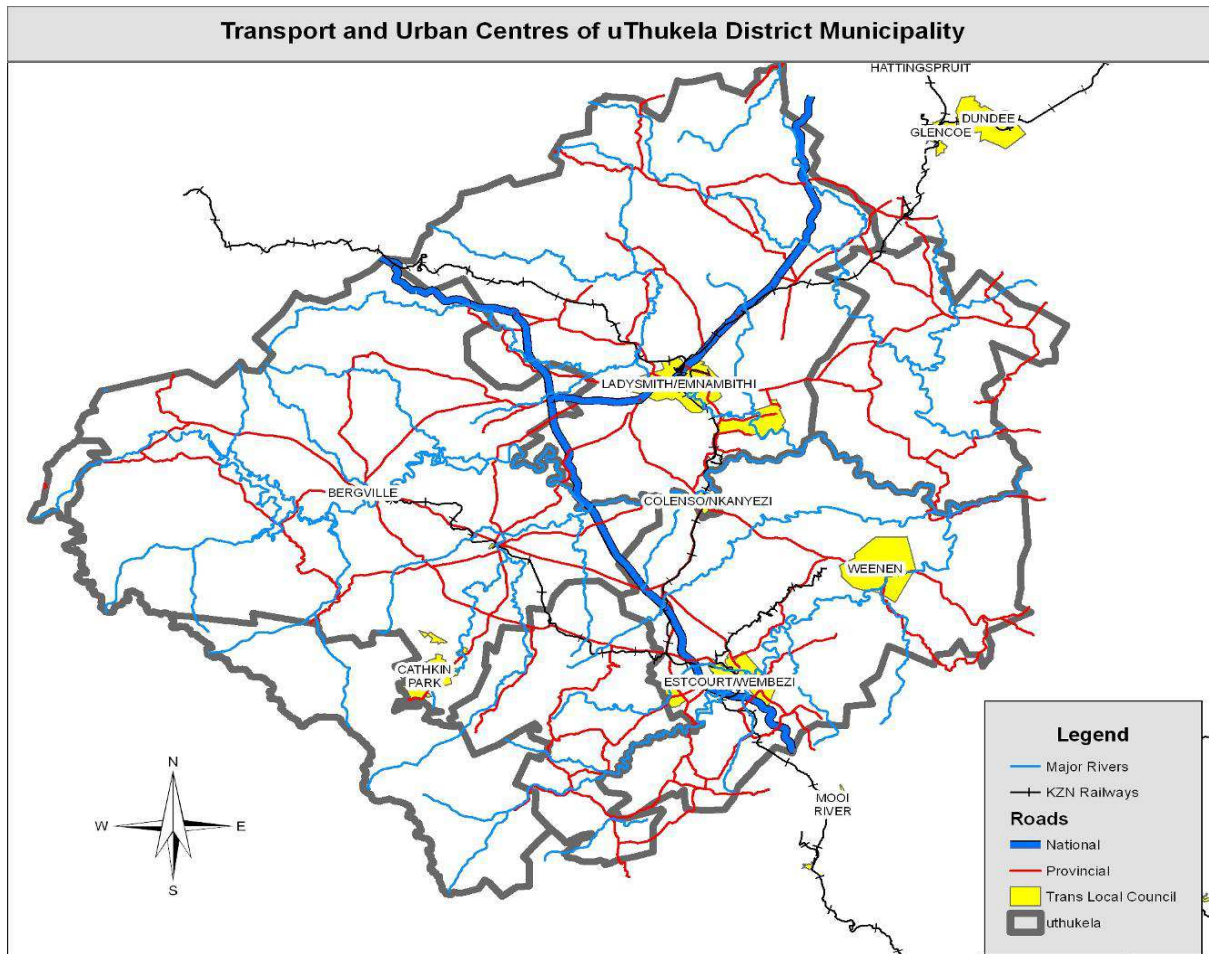 Transport and Urban Centres of uThukela District Municipality
HATTINGSPRUIT
DUNDEE
GLENCOE
LADYSMITH/EMNAMBITHI
BERGVILLE
COLENSO/NKANYEZI
WEENEN
CATHKIN
PARK
ESTCOURT/WEMBEZI
MOOI
RIVER
N
W
E
S
Legend
Major Rivers
KZN Railways
Roads
National
Provincial
Trans Local Council
uthukela